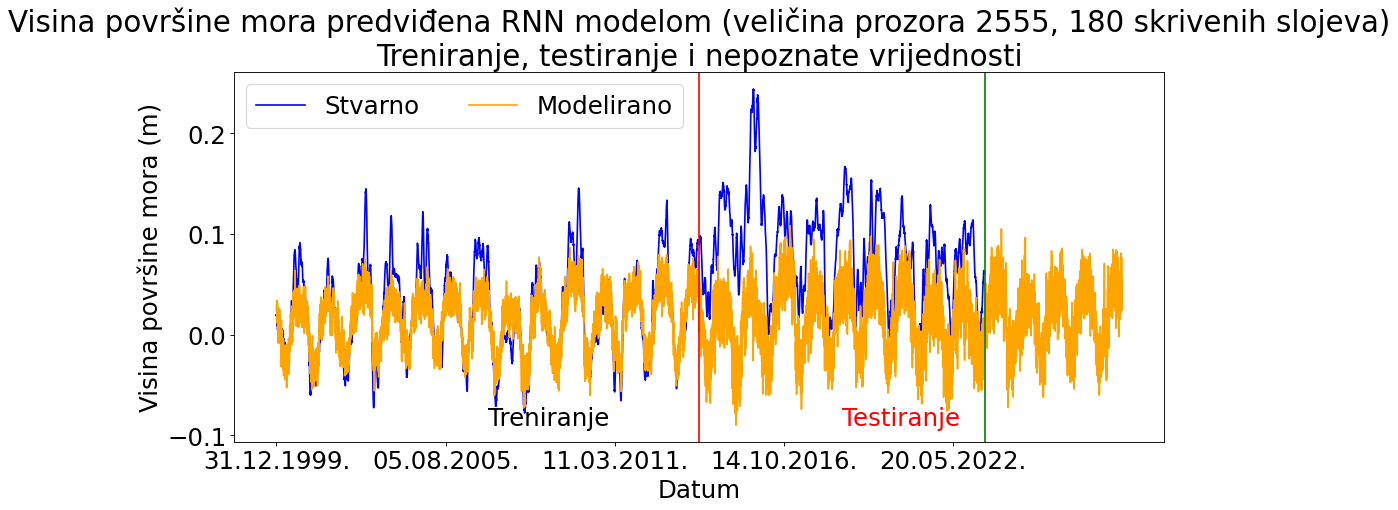 Visina površine mora predviđena RNN modelom (veličina prozora 2555, 180 skrivenih slojeva)
Treniranje, testiranje i nepoznate vrijednosti
Stvarno
Modelirano
Visina površine mora (m)
0.2
0.1
0.0
−0.1
Treniranje
Testiranje
31.12.1999.
05.08.2005.
11.03.2011.
14.10.2016.
20.05.2022.
Datum